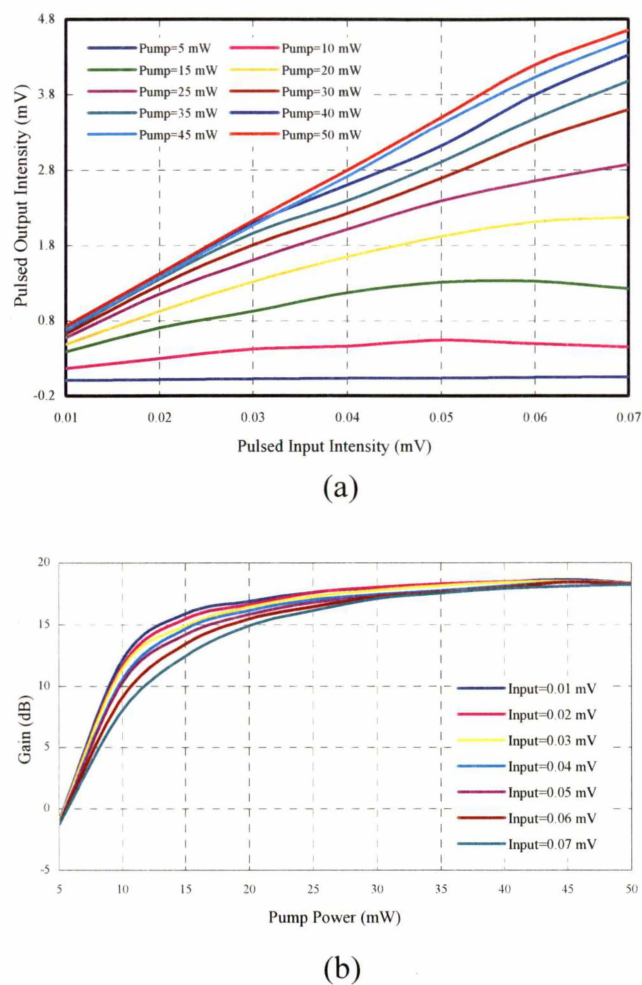 4.8
3.8
2.8
1.8
0.8
-0.2
Pulsed Output Intensity (mV)
Pump=5 mW Pump=10 mW
Pump=15 mW Pump=20 mW
Pump=25 mW Pump=30 mW
Pump=35 mW Pump=40 mW
Pump=45 mW Pump=50 mW
0.01 0.02 0.03 0.04 0.05 0.06 0.07
Pulsed Input Intensity (mV)
(a)
20
15
10
5
0
-5
Gain (dB)
Input=0.01 mV
Input=0.02 mV
Input=0.03 mV
Input=0.04 mV
Input=0.05 mV
Input=0.06 mV
Input=0.07 mV
5 10 15 20 25 30 35 40 45 50
Pump Power (mW)
(b)